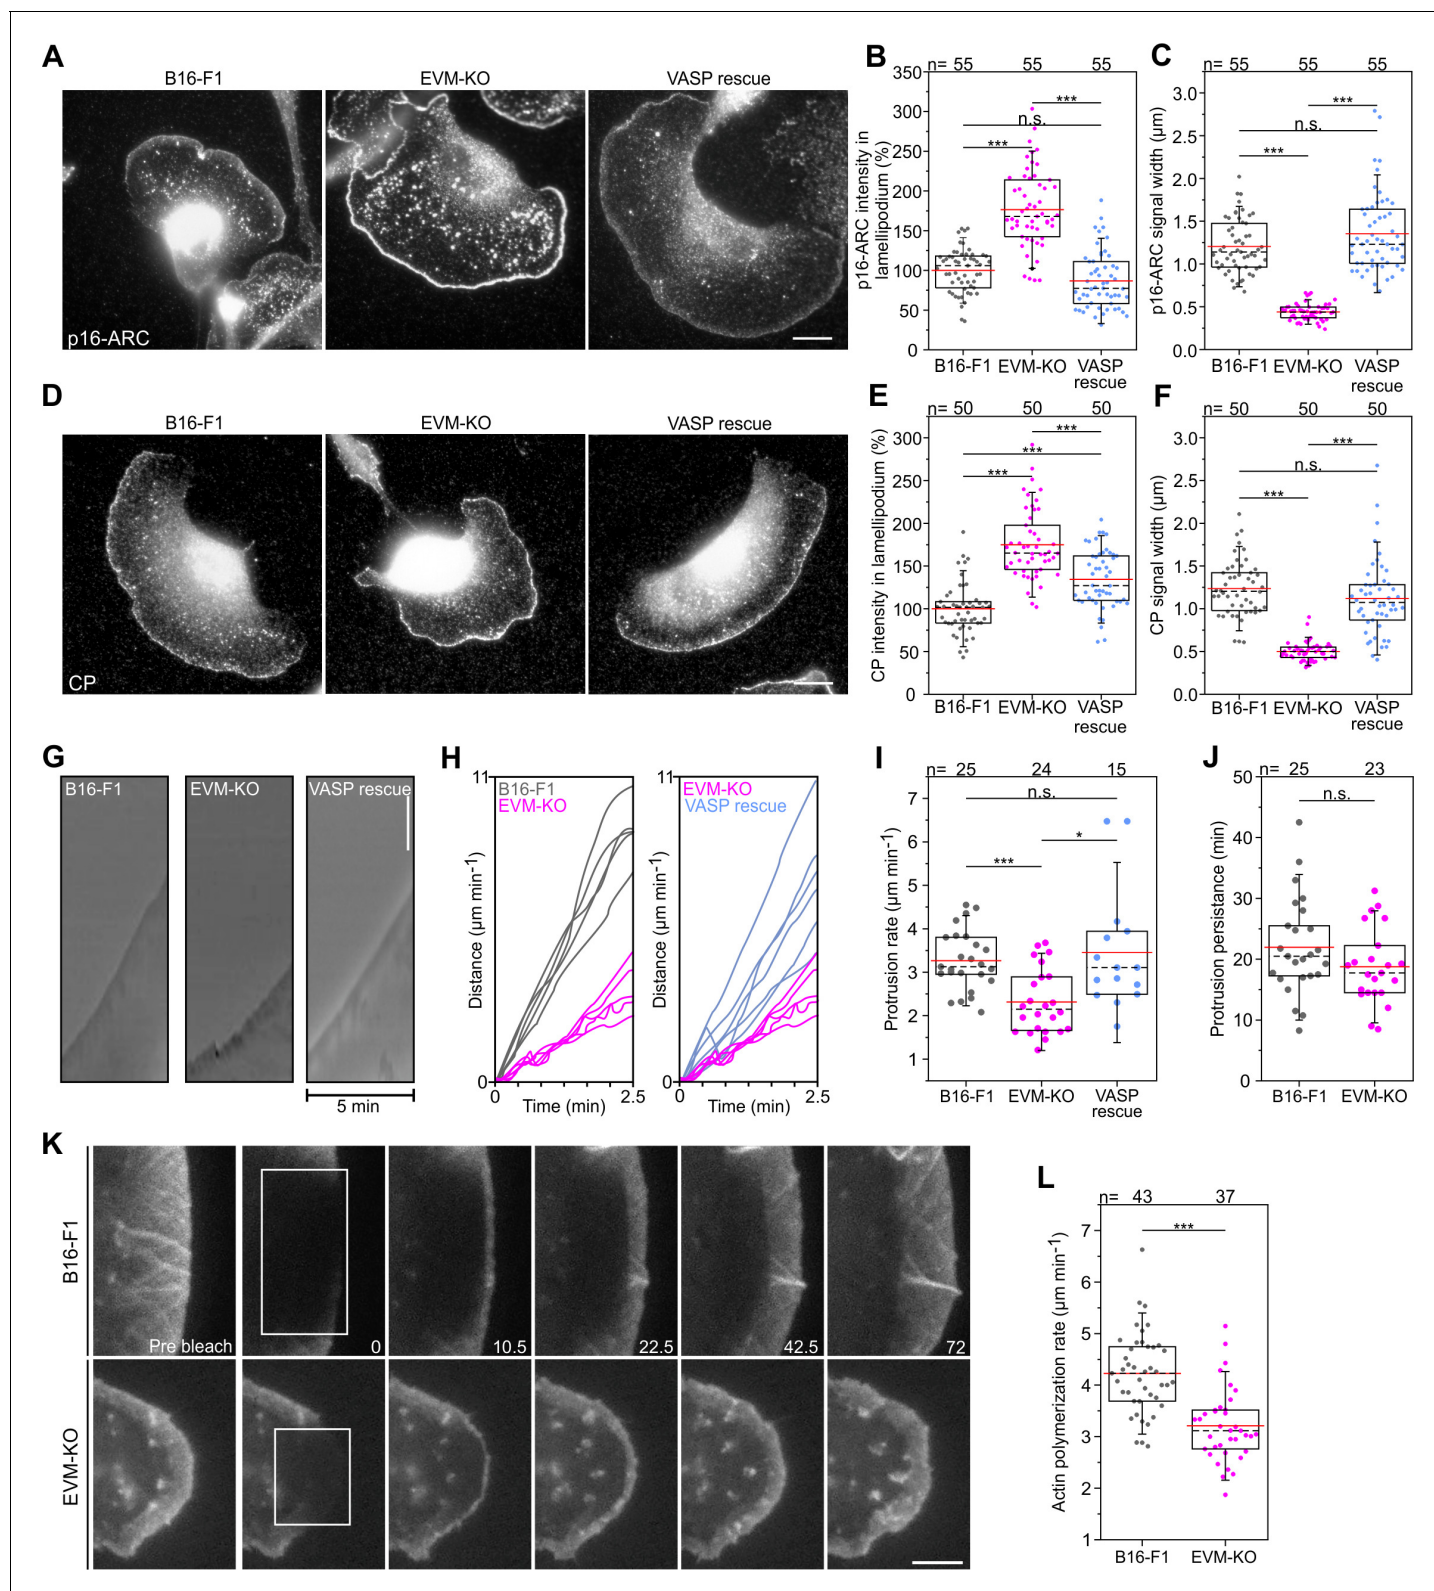 A
B16-F1 EVM-KO VASP rescue
p16-ARC
B
n= 55 55 55
p16-ARC intensity in
lamellipodium (%)
350
300
250
200
150
100
50
0
***
n.s.
***
B16-F1 EVM-KO VASP
rescue
C
55 55 55
p16-ARC signal width (µm)
3.0
2.5
2.0
1.5
1.0
0.5
0.0
***
n.s.
***
B16-F1 EVM-KO VASP
rescue
D
B16-F1 EVM-KO VASP rescue
CP
E
n= 50 50 50
CP intensity in lamellipodium (%)
300
250
200
150
100
50
0
***
***
***
B16-F1 EVM-KO VASP
rescue
F
n= 50 50 50
CP signal width (µm)
3.0
2.5
2.0
1.5
1.0
0.5
0.0
***
n.s.
***
B16-F1 EVM-KO VASP
rescue
G
B16-F1 EVM-KO VASP rescue
5 min
H
11
B16-F1
EVM-KO
Distance (µm min-1)
0
0 Time (min) 2.5
11
EVM-KO
VASP rescue
Distance (µm min-1)
0
0 Time (min) 2.5
I
n= 25 24 15
Protrusion rate (µm min-1)
7
6
5
4
3
2
1
n.s.
*
***
B16-F1 EVM-KO VASP
rescue
J
n= 25 23
Protrusion persistance (min)
50
40
30
20
10
0
n.s.
B16-F1 EVM-KO
K
B16-F1
Pre bleach 0 10.5 22.5 42.5 72
EVM-KO
L
n= 43 37
Actin polymerization rate (µm min-1)
7
6
5
4
3
2
1
***
B16-F1 EVM-KO